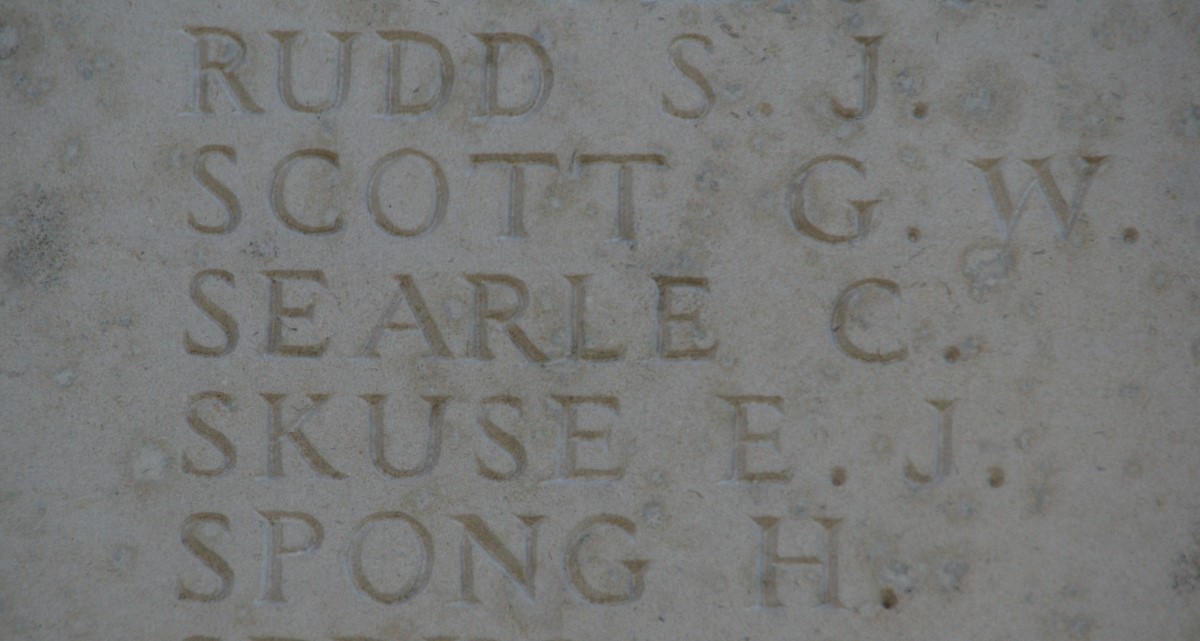 RUDD S. J.
SCOTT G. W.
SEARLE C.
SKUSE E. J.
SPONG H.